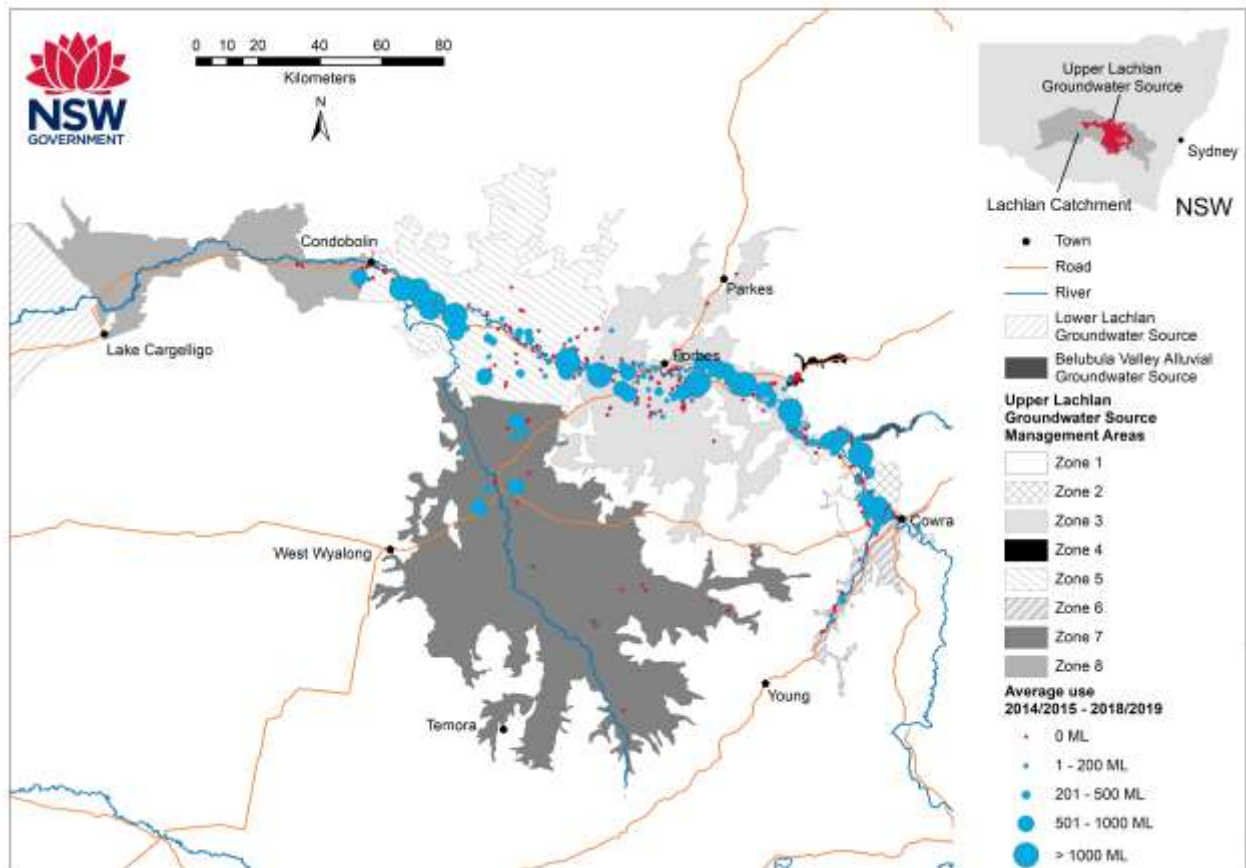 NSW
GOVERNMENT
0 10 20 40 60 80
Kilometers
N
Upper Lachlan
Groundwater Source
Sydney
Lachlan Catchment
NSW
Condobolin
Parkes
Lake Cargelligo
Forbes
Cowra
West Wyalong
Young
Temora
Town
Road
River
Lower Lachlan
Groundwater Source
Belubula Valley Alluvial
Groundwater Source
Upper Lachlan
Groundwater Source
Management Areas
Zone 1
Zone 2
Zone 3
Zone 4
Zone 5
Zone 6
Zone 7
Zone 8
Average use
2014/2015 - 2018/2019
0 ML
1 - 200 ML
201 - 500 ML
501 - 1000 ML
> 1000 ML